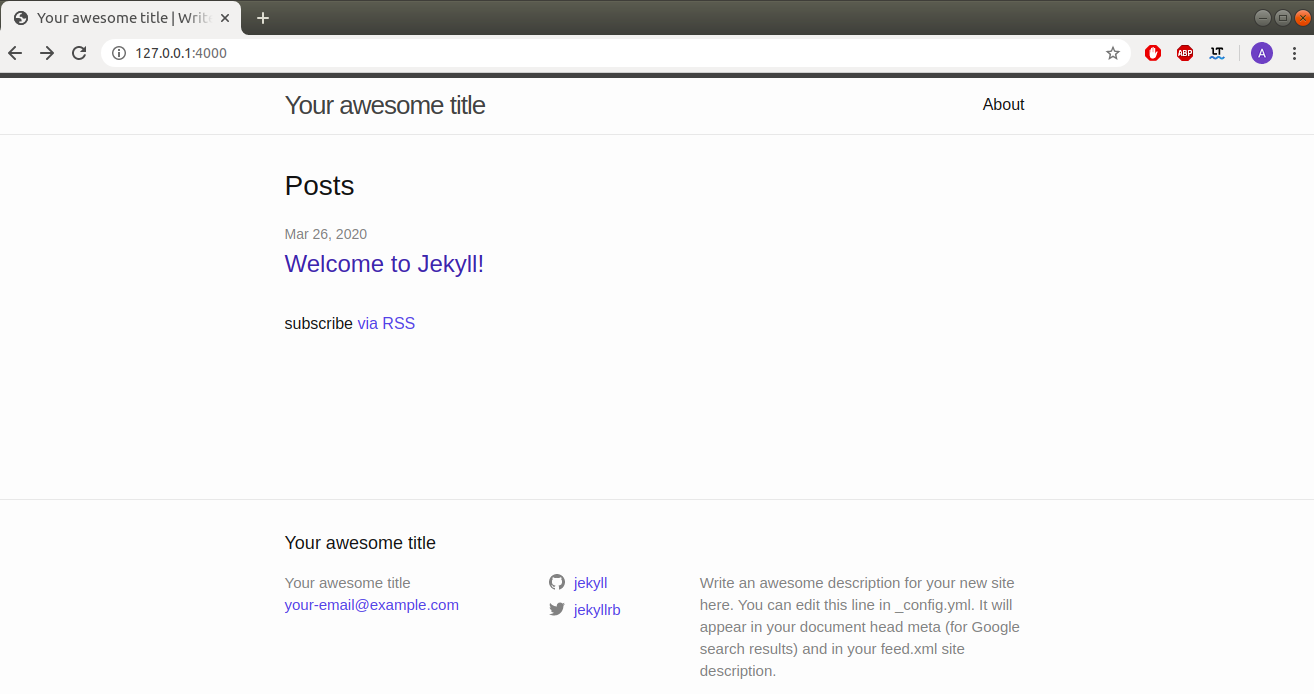 Your awesome title | Write
127.0.0.1:4000
ABP
LT
A
Your awesome title
About
Posts
Mar 26, 2020
Welcome to Jekyll!
subscribe via RSS
Your awesome title
Your awesome title
your-email@example.com
jekyll
jekyllrb
Write an awesome description for your new site
here. You can edit this line in _config.yml. It will
appear in your document head meta (for Google
search results) and in your feed.xml site
description.